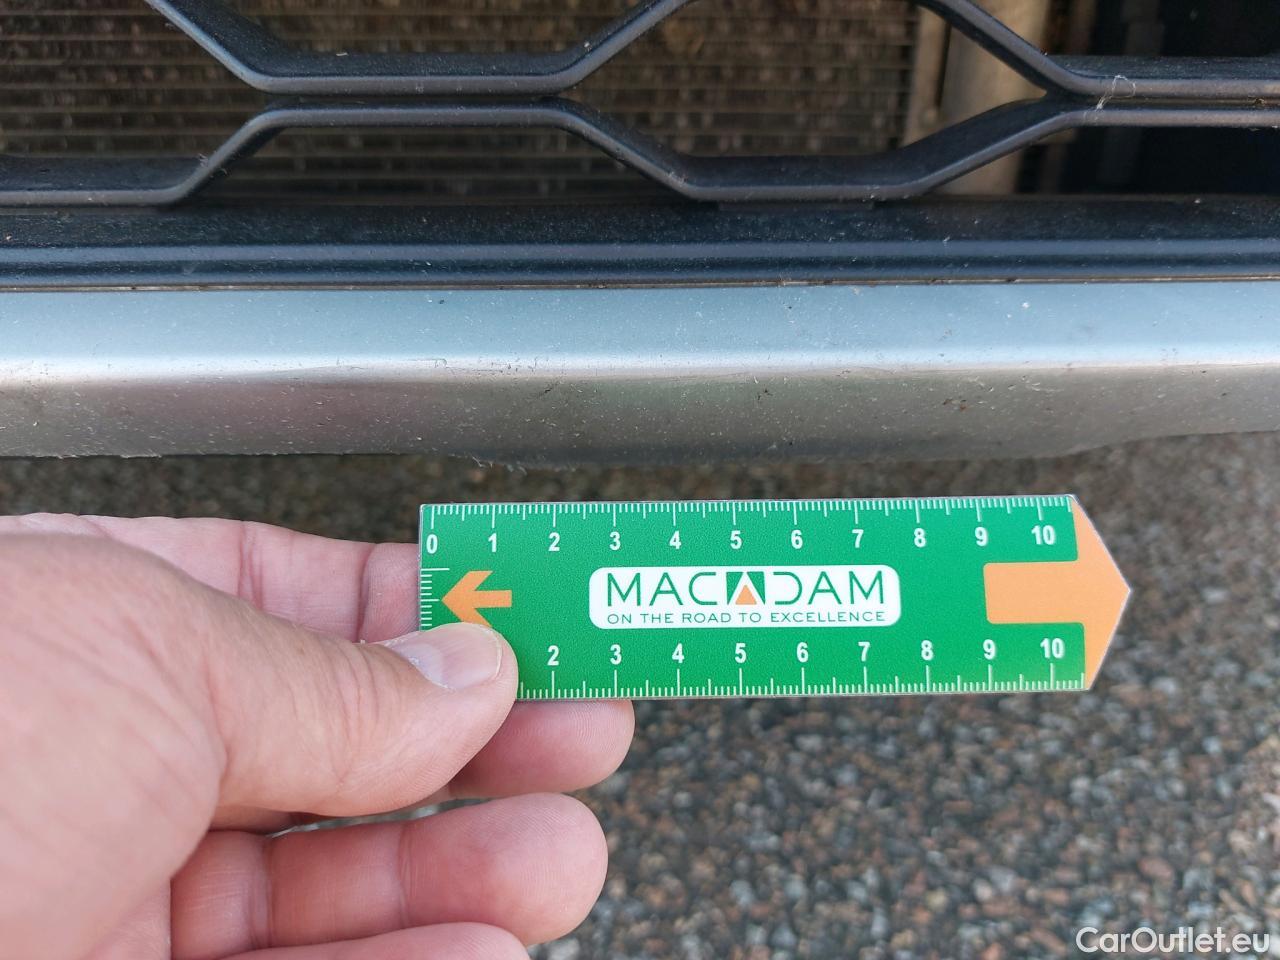 0 1 2 3 4 5 6 7 8 9 10
MACADAM
ON THE ROAD TO EXCELLENCE
2 3 4 5 6 7 8 9 10
CarOutlet.eu